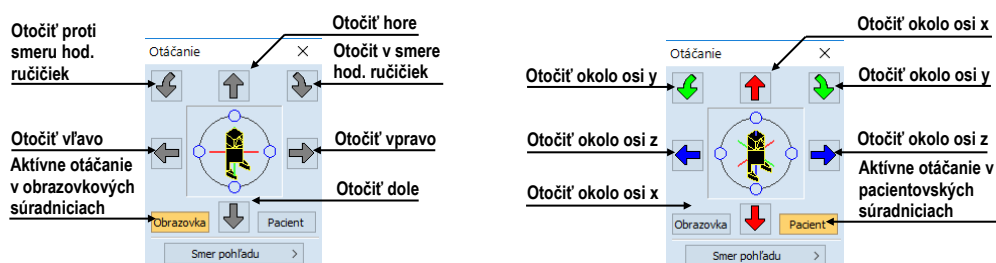 Otočiť proti
smeru hod.
ručičiek
Otočiť hore
Otáčanie
Otočit v smere
hod. ručičiek
Otočiť vľavo
Otočiť vpravo
Aktívne otáčanie
v obrazovkových
súradniciach
Otočiť dole
Obrazovka
Pacient
Smer pohľadu >
Otočiť okolo osi x
Otáčanie
Otočiť okolo osi y
Otočiť okolo osi y
Otočiť okolo osi z
Otočiť okolo osi z
Otočiť okolo osi x
Aktívne otáčanie v
pacientovských
súradniciach
Obrazovka
Pacient
Smer pohľadu >